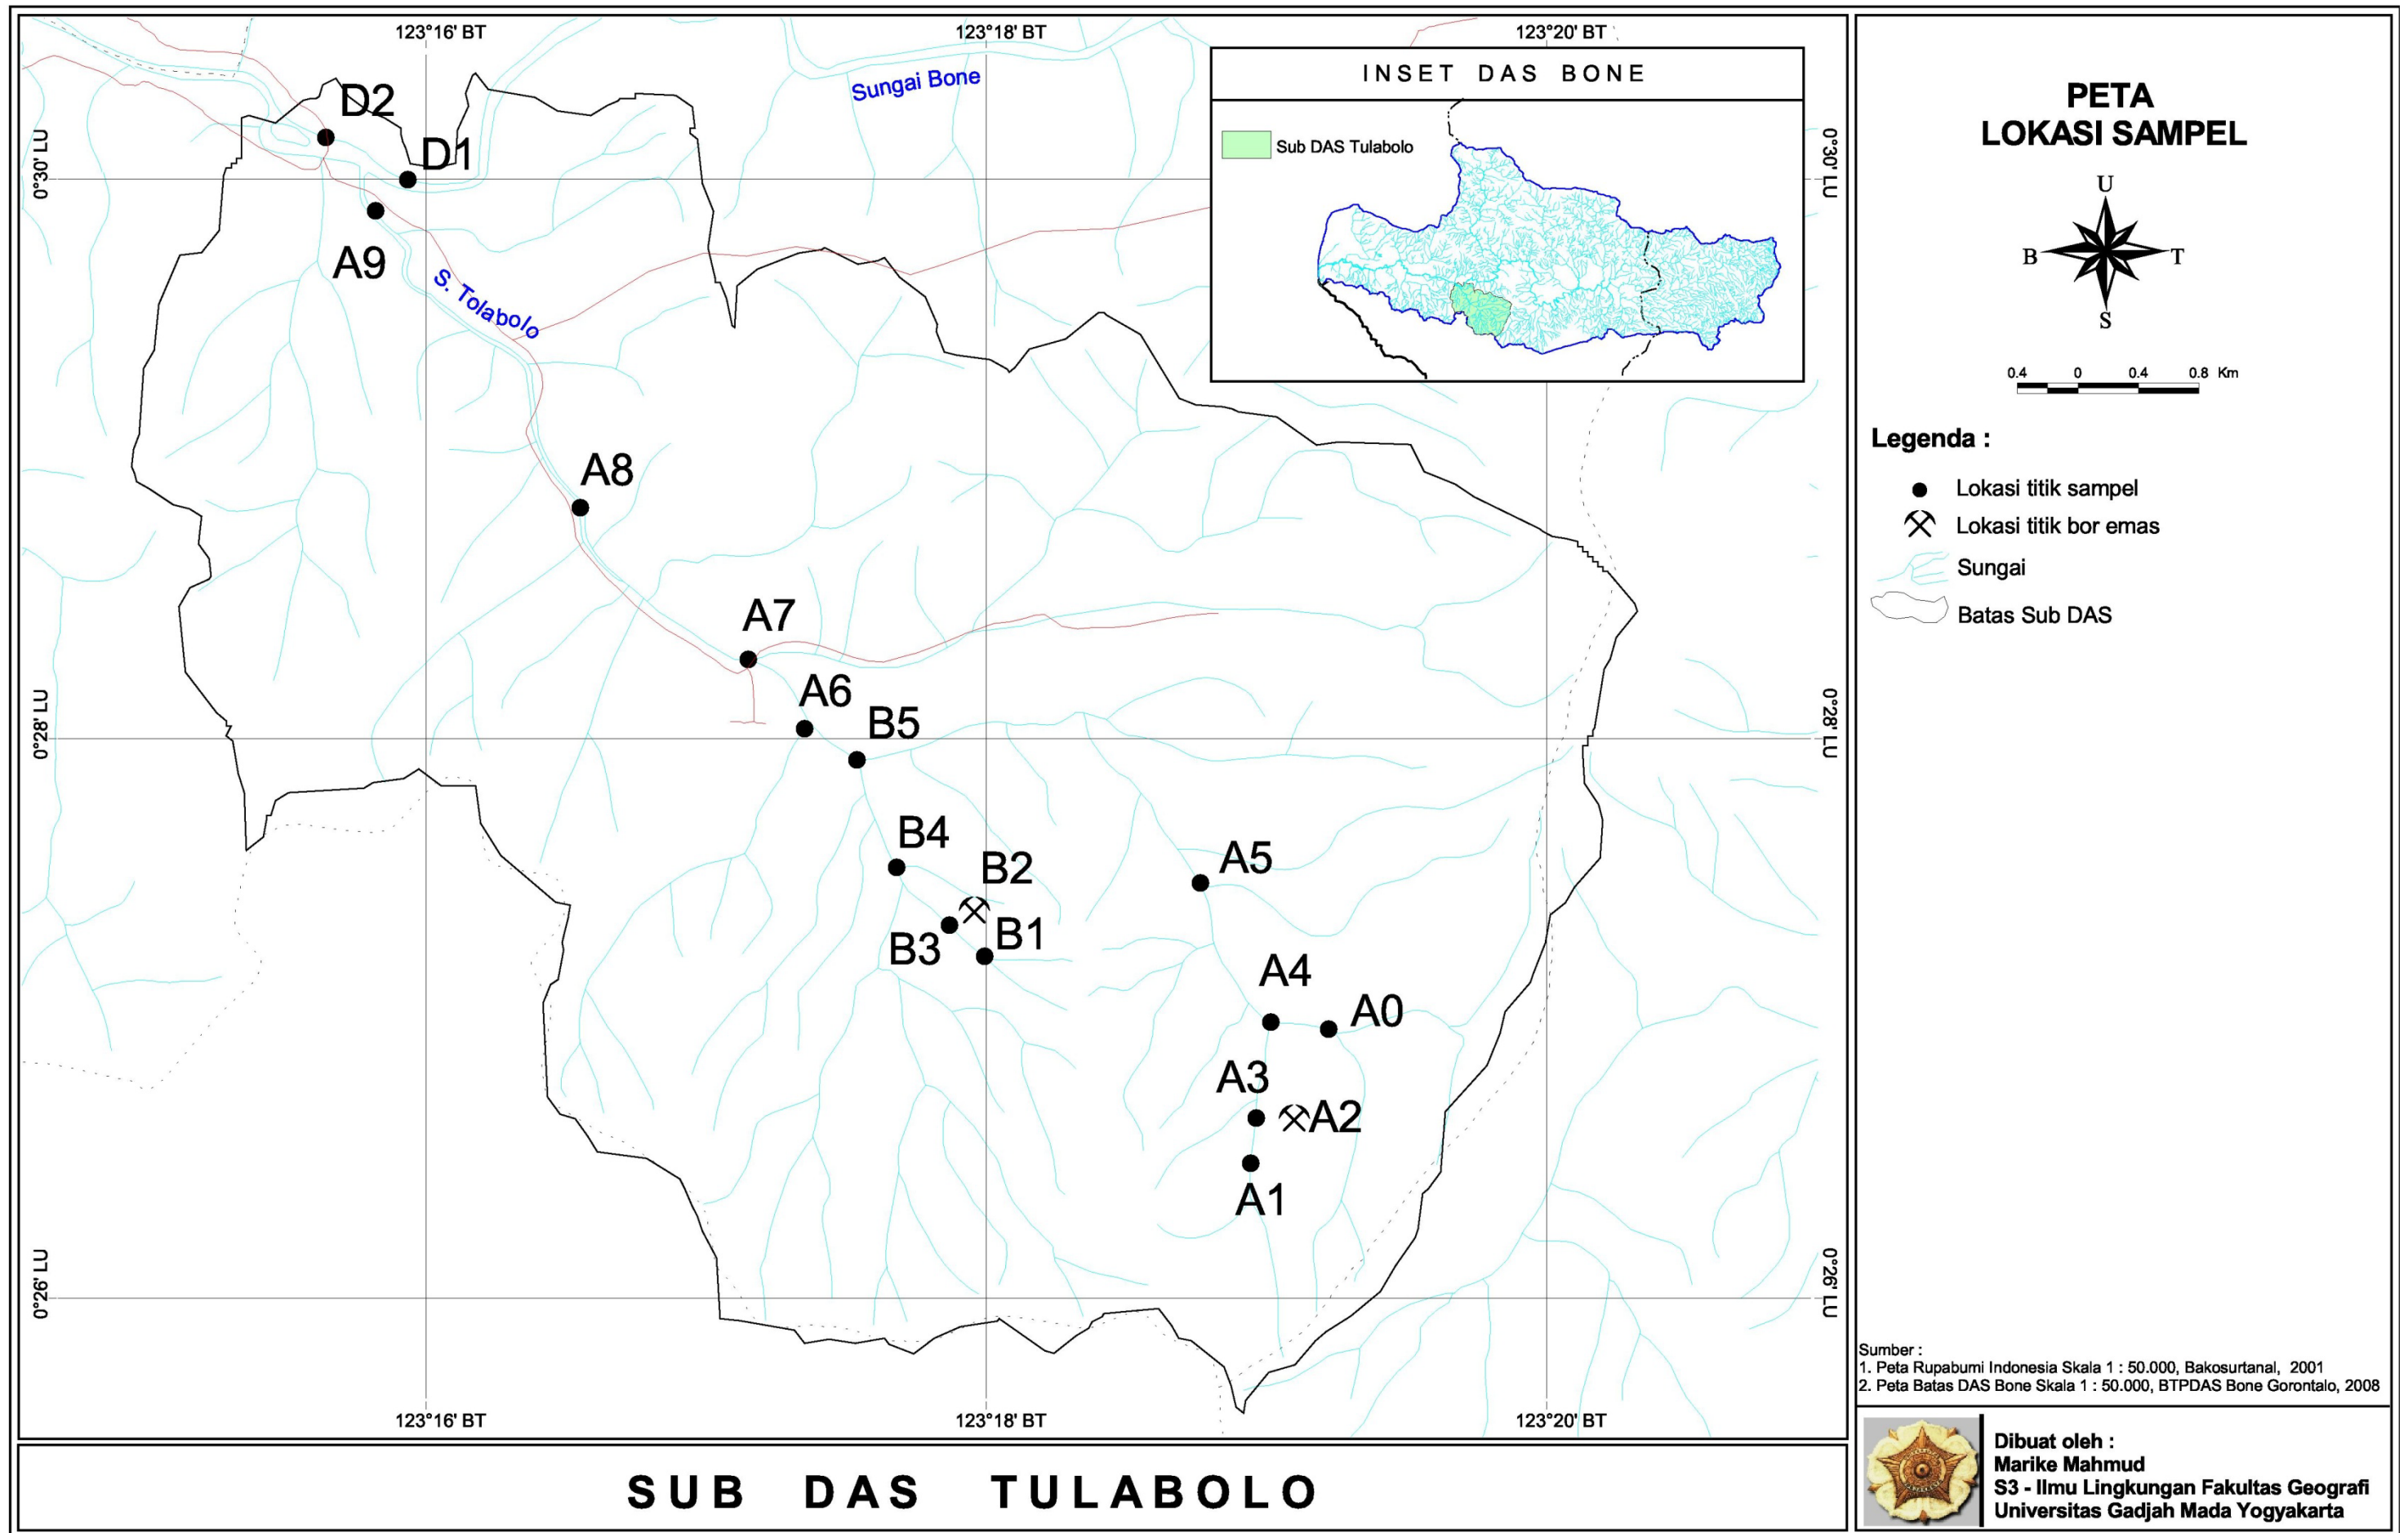 123°16' BT
123°18' BT
123°20' BT
Sungai Bone
INSET DAS BONE
Sub DAS Tulabolo
0°30' LU
0°30' LU
D2
D1
A9
S. Tolabolo
A8
A7
A6
B5
0°28' LU
0°28' LU
B4
B2
B3
B1
A5
A4
A0
A3
A2
A1
0°26' LU
0°26' LU
123°16' BT
123°18' BT
123°20' BT
SUB DAS TULABOLO
PETA
LOKASI SAMPEL
U
B
T
S
0.4 0 0.4 0.8 Km
Legenda :
Lokasi titik sampel
Lokasi titik bor emas
Sungai
Batas Sub DAS
Sumber :
1. Peta Rupabumi Indonesia Skala 1 : 50.000, Bakosurtanal, 2001
2. Peta Batas DAS Bone Skala 1 : 50.000, BTPDAS Bone Gorontalo, 2008
Dibuat oleh :
Marike Mahmud
S3 - Ilmu Lingkungan Fakultas Geografi
Universitas Gadjah Mada Yogyakarta